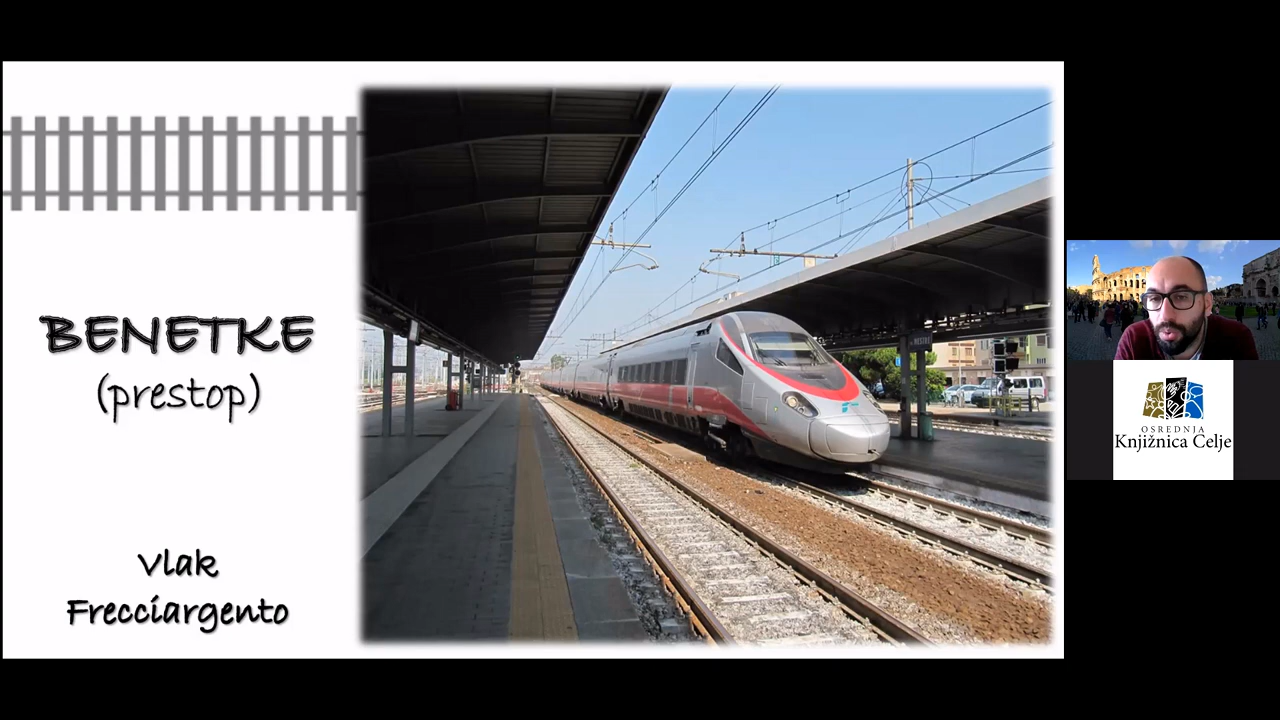 BENETKE
(prestop)
Vlak
Frecciargento
OSREDNJA
Knjižnica Celje